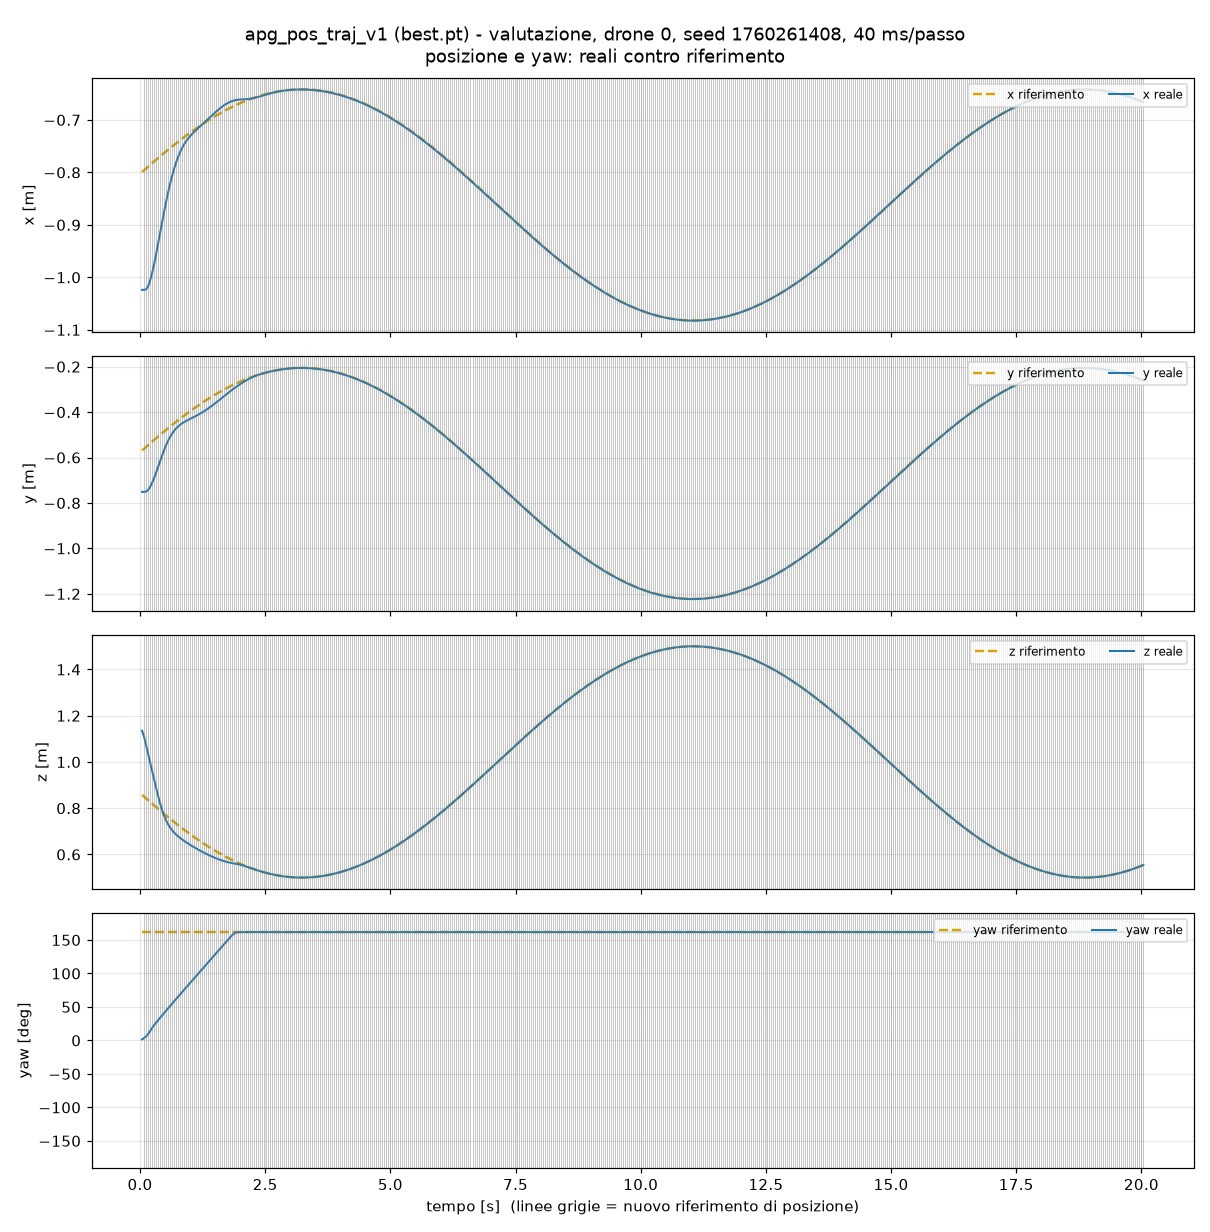 apg_pos_traj_v1 (best.pt) - valutazione, drone 0, seed 1760261408, 40 ms/passo
posizione e yaw: reali contro riferimento
x riferimento x reale
−0.7
−0.8
−0.9
−1.0
−1.1
x [m]
y riferimento y reale
−0.2
−0.4
−0.6
−0.8
−1.0
−1.2
y [m]
z riferimento z reale
1.4
1.2
1.0
0.8
0.6
z [m]
yaw riferimento yaw reale
150
100
50
0
−50
−100
−150
yaw [deg]
0.0 2.5 5.0 7.5 10.0 12.5 15.0 17.5 20.0
tempo [s] (linee grigie = nuovo riferimento di posizione)